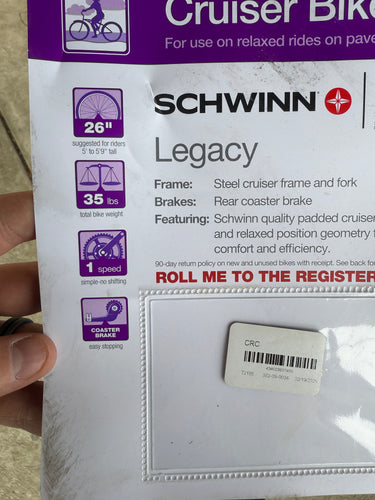 Cruiser Bike
For use on relaxed rides on pave
SCHWINN
26"
suggested for riders
5' to 5'9" tall
Legacy
35 lbs
total bike weight
Frame: Steel cruiser frame and fork
Brakes: Rear coaster brake
Featuring: Schwinn quality padded cruiser
and relaxed position geometry f
comfort and efficiency.
1 speed
simple-no shifting
90-day return policy on new and unused bikes with receipt. See back for
ROLL ME TO THE REGISTER
COASTER
BRAKE
easy stopping
CRC